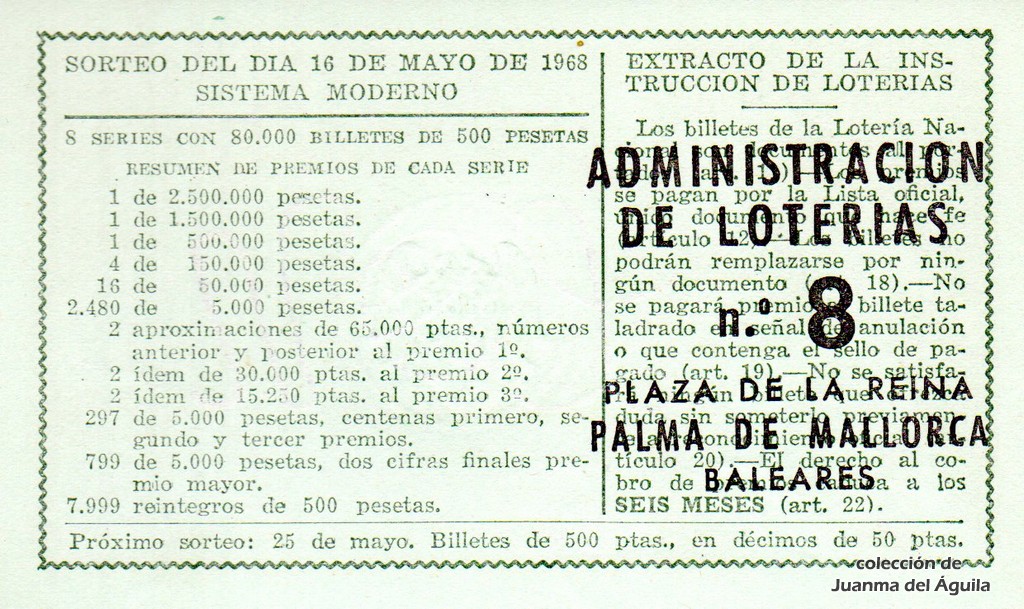 SORTEO DEL DIA 16 DE MAYO DE 1968
SISTEMA MODERNO
8 SERIES CON 80.000 BILLETES DE 500 PESETAS
RESUMEN DE PREMIOS DE CADA SERIE
1 de 2.500.000 pesetas.
1 de 1.500.000 pesetas.
1 de 500.000 pesetas.
4 de 150.000 pesetas.
16 de 50.000 pesetas.
2.480 de 5.000 pesetas.
2 aproximaciones de 65.000 ptas., números
anterior y posterior al premio 1º.
2 ídem de 30.000 ptas. al premio 2º.
2 ídem de 15.250 ptas. al premio 3º.
297 de 5.000 pesetas, centenas primero, se-
gundo y tercer premios.
799 de 5.000 pesetas, dos cifras finales pre-
mio mayor.
7.999 reintegros de 500 pesetas.
EXTRACTO DE LA INS-
TRUCCION DE LOTERIAS
Los billetes de la Lotería Na-
se pagan por la Lista oficial,
podrán remplazarse por nin-
gún documento 18).—No
se pagará premio billete ta-
ladrado señal de anulación
o que contenga el sello de pa-
gado (art. 19).—No se satisfa-
duda sin someterlo previamen-
tículo 20).—El derecho al co-
bro de a los
SEIS MESES (art. 22).
ADMINISTRACION
DE LOTERIAS
n.º 8
PLAZA DE LA REINA
PALMA DE MALLORCA
BALEARES
Próximo sorteo: 25 de mayo. Billetes de 500 ptas., en décimos de 50 ptas.
colección de
Juanma del Águila